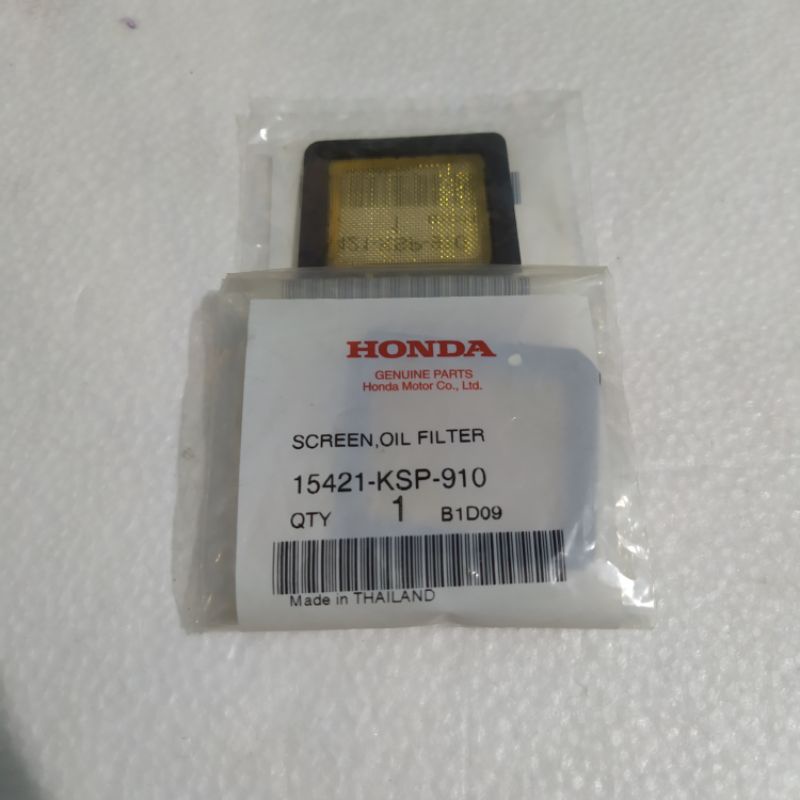 HONDA
GENUINE PARTS
Honda Motor Co., Ltd.
SCREEN,OIL FILTER
15421-KSP-910
QTY 1 B1D09
Made in THAILAND